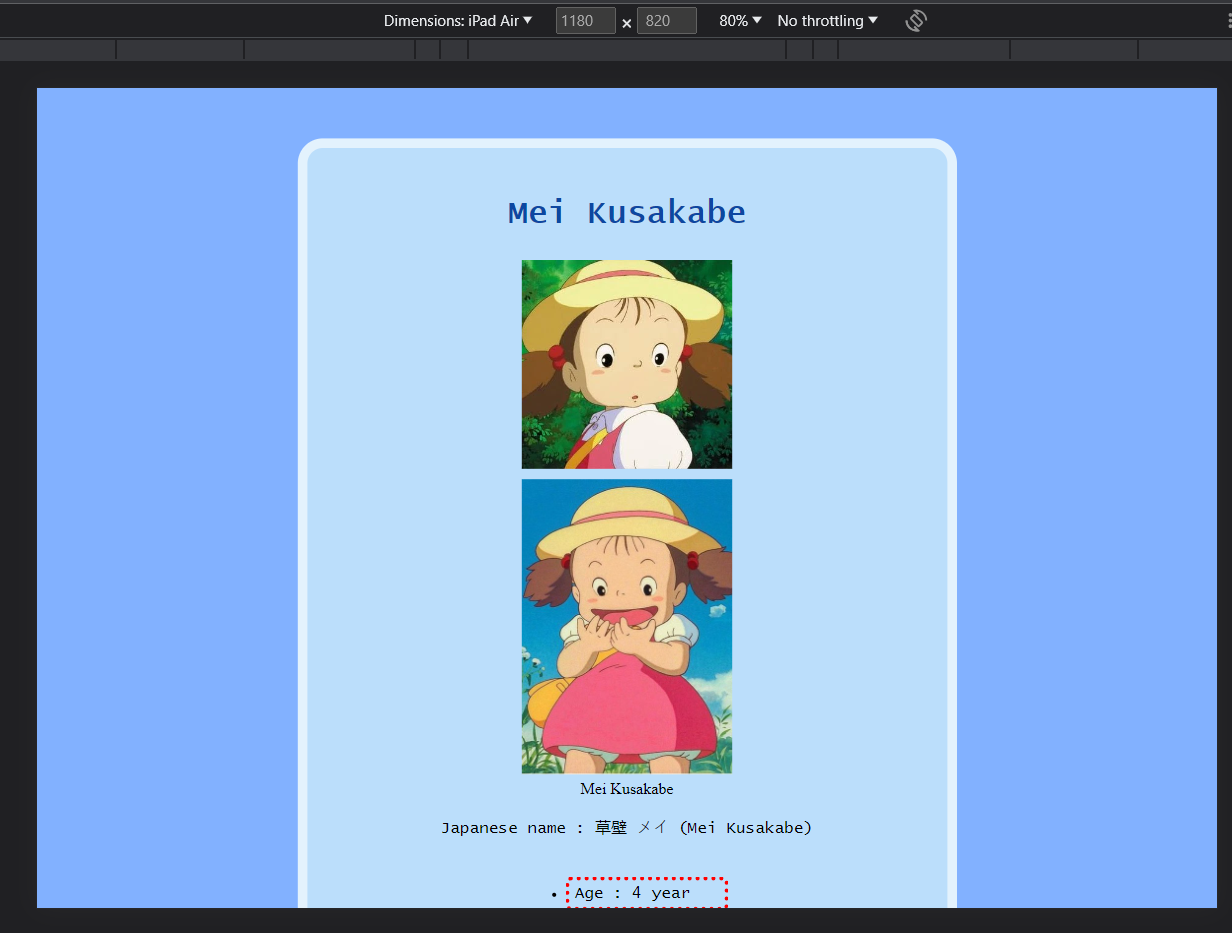 Dimensions: iPad Air ▼ 1180 × 820 80% ▼ No throttling ▼
Mei Kusakabe
Mei Kusakabe
Japanese name : 草壁 メイ (Mei Kusakabe)
• Age : 4 year